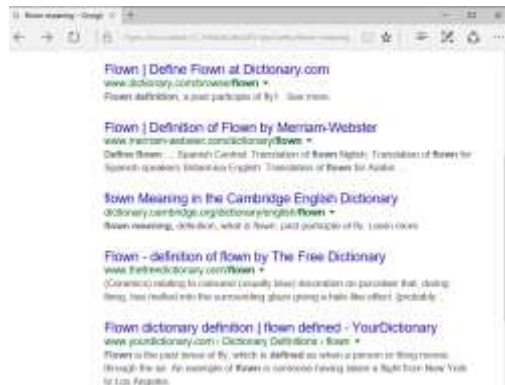 flown meaning - Google
Flown | Define Flown at Dictionary.com
www.dictionary.com/browse/flown
Flown definition, a past participle of fly1. See more.
Flown | Definition of Flown by Merriam-Webster
www.merriam-webster.com/dictionary/flown
Define flown: ... Spanish Central: Translation of flown Nglish: Translation of flown for
Spanish speakers Britannica English: Translation of flown for Arabic ...
flown Meaning in the Cambridge English Dictionary
dictionary.cambridge.org/dictionary/english/flown
flown meaning, definition, what is flown: past participle of fly. Learn more.
Flown - definition of flown by The Free Dictionary
www.thefreedictionary.com/flown
(Ceramics) relating to coloured (usually blue) decoration on porcelain that, during
firing, has melted into the surrounding glaze giving a halo-like effect. [probably ...
Flown dictionary definition | flown defined - YourDictionary
www.yourdictionary.com › Dictionary Definitions › flown
Flown is the past tense of fly, which is defined as when a person or thing moves
through the air. An example of flown is someone having taken a flight from New York
to Los Angeles.